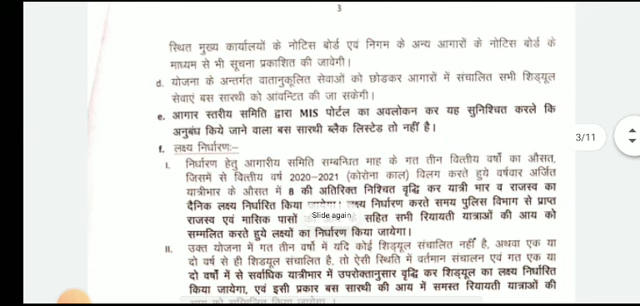 3
स्थित मुख्य कार्यालयों के नोटिस बोर्ड एवं निगम के अन्य आगारों के नोटिस बोर्ड के
माध्यम से भी सूचना प्रकाशित की जावेगी।
d. योजना के अन्तर्गत वातानुकूलित सेवाओं को छोडकर आगारों में संचालित सभी शिड्यूल
सेवाएं बस सारथी को आंवन्टित की जा सकेगी।
e. आगार स्तरीय समिति द्वारा MIS पोर्टल का अवलोकन कर यह सुनिश्चित करले कि
अनुबंध किये जाने वाला बस सारथी ब्लैक लिस्टेड तो नहीं है।
f. लक्ष्य निर्धारणः–
I. निर्धारण हेतु आगारीय समिति सम्बन्धित माह के गत तीन वित्तीय वर्षो का औसत,
जिसमें से वित्तीय वर्ष 2020–2021 (कोरोना काल) विलग करते हुये वर्षवार अर्जित
यात्रीभार के औसत में 8 की अतिरिक्त निश्चित वृद्धि कर यात्री भार व राजस्व का
दैनिक लक्ष्य निर्धारित किया लक्ष्य निर्धारण करते समय पुलिस विभाग से प्राप्त
राजस्व एवं मासिक पासों Slide again सहित सभी रियायती यात्राओं की आय को
सम्मलित करते हुये लक्ष्यों का निर्धारण किया जायेगा।
II. उक्त योजना में गत तीन वर्षो में यदि कोई शिड्यूल संचालित नहीं है, अथवा एक या
दो वर्ष से ही शिडयूल संचालित है, तो ऐसी स्थिति में वर्तमान संचालन एवं गत एक या
दो वर्षो में से सर्वाधिक यात्रीभार में उपरोक्तानुसार वृद्धि कर शिड्यूल का लक्ष्य निर्धारित
किया जायेगा, एवं इसी प्रकार बस सारथी की आय में समस्त रियायती यात्राओं की
3/11